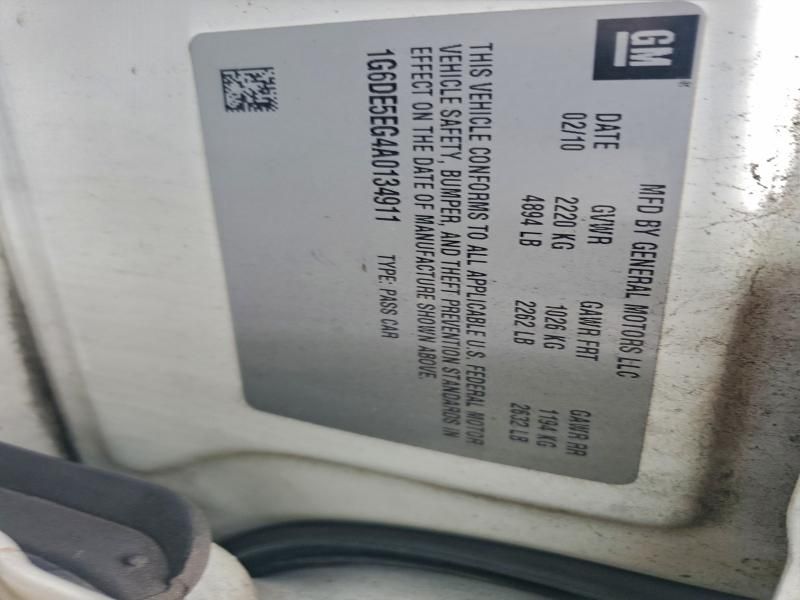 GM
MFD BY GENERAL MOTORS LLC
DATE GVWR GAWR FRT GAWR RR
02/10 2220 KG 1026 KG 1194 KG
4894 LB 2262 LB 2632 LB
THIS VEHICLE CONFORMS TO ALL APPLICABLE U.S. FEDERAL MOTOR
VEHICLE SAFETY, BUMPER, AND THEFT PREVENTION STANDARDS IN
EFFECT ON THE DATE OF MANUFACTURE SHOWN ABOVE.
1G6DE5EG4A0134911 TYPE: PASS CAR